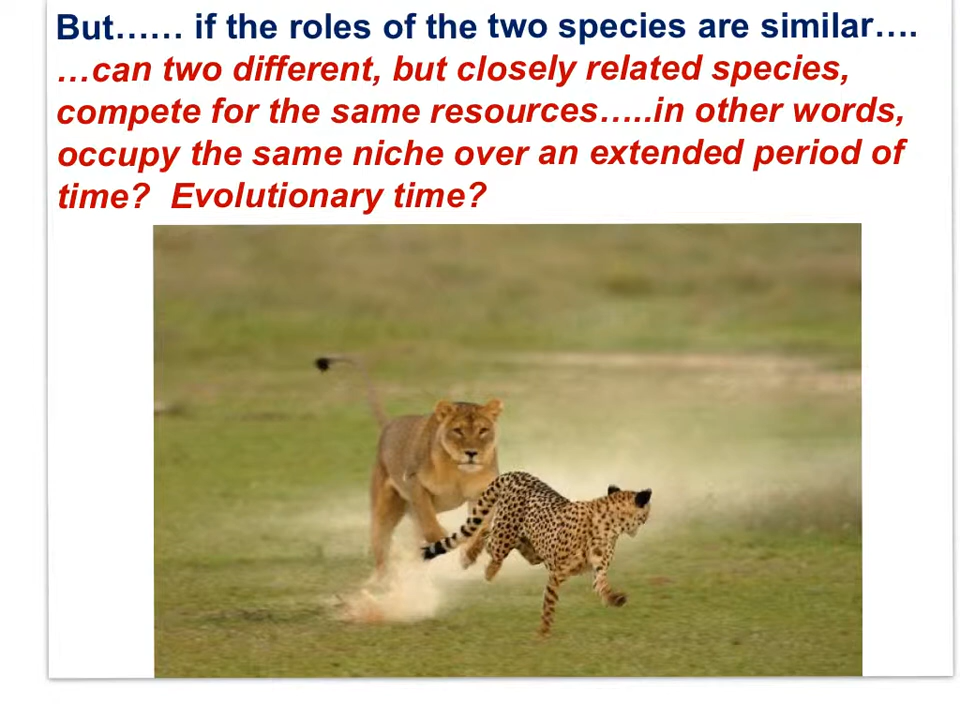 But…… if the roles of the two species are similar….
…can two different, but closely related species,
compete for the same resources…..in other words,
occupy the same niche over an extended period of
time?  Evolutionary time?